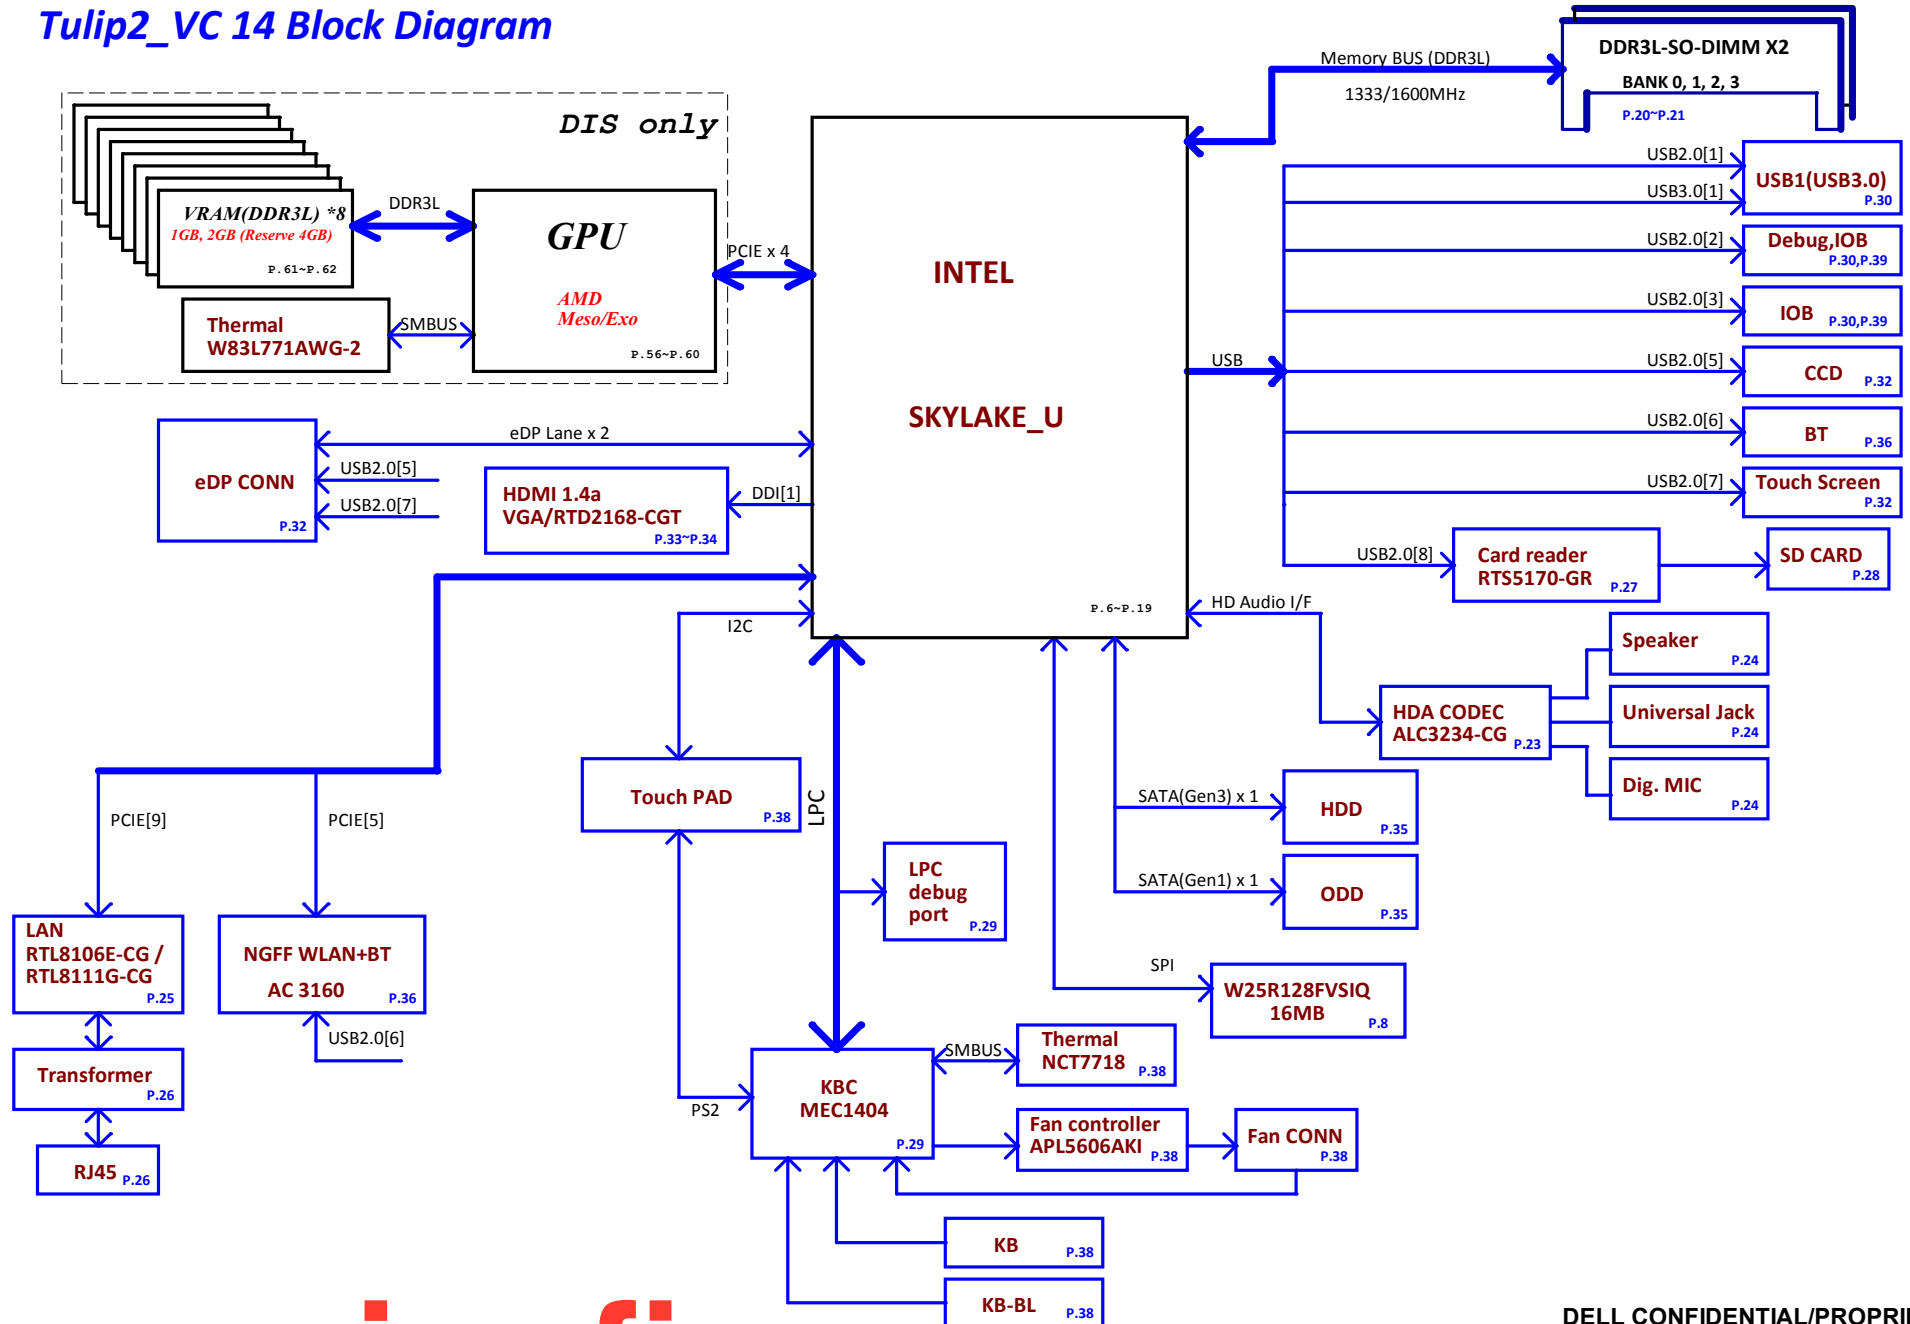 Tulip2_VC 14 Block Diagram
DIS only
VRAM(DDR3L) *8
1GB, 2GB (Reserve 4GB)
P.61~P.62
DDR3L
GPU
AMD
Meso/Exo
P.56~P.60
Thermal
W83L771AWG-2
SMBUS
PCIE x 4
INTEL
SKYLAKE_U
P.6~P.19
Memory BUS (DDR3L)
1333/1600MHz
DDR3L-SO-DIMM X2
BANK 0, 1, 2, 3
P.20~P.21
USB
USB2.0[1]
USB3.0[1]
USB1(USB3.0)
P.30
USB2.0[2]
Debug,IOB
P.30,P.39
USB2.0[3]
IOB P.30,P.39
USB2.0[5]
CCD P.32
USB2.0[6]
BT P.36
USB2.0[7]
Touch Screen
P.32
USB2.0[8]
Card reader
RTS5170-GR P.27
SD CARD
P.28
eDP CONN
P.32
eDP Lane x 2
USB2.0[5]
USB2.0[7]
HDMI 1.4a
VGA/RTD2168-CGT
P.33~P.34
DDI[1]
I2C
HD Audio I/F
HDA CODEC
ALC3234-CG P.23
Speaker
P.24
Universal Jack
P.24
Dig. MIC
P.24
Touch PAD
P.38
LPC
LPC
debug
port P.29
SATA(Gen3) x 1
HDD
P.35
SATA(Gen1) x 1
ODD
P.35
SPI
W25R128FVSIQ
16MB P.8
PCIE[9]
PCIE[5]
LAN
RTL8106E-CG /
RTL8111G-CG
P.25
NGFF WLAN+BT
AC 3160 P.36
USB2.0[6]
Transformer
P.26
RJ45 P.26
PS2
KBC
MEC1404
P.29
SMBUS
Thermal
NCT7718 P.38
Fan controller
APL5606AKI P.38
Fan CONN
P.38
KB P.38
KB-BL P.38
DELL CONFIDENTIAL/PROPRI